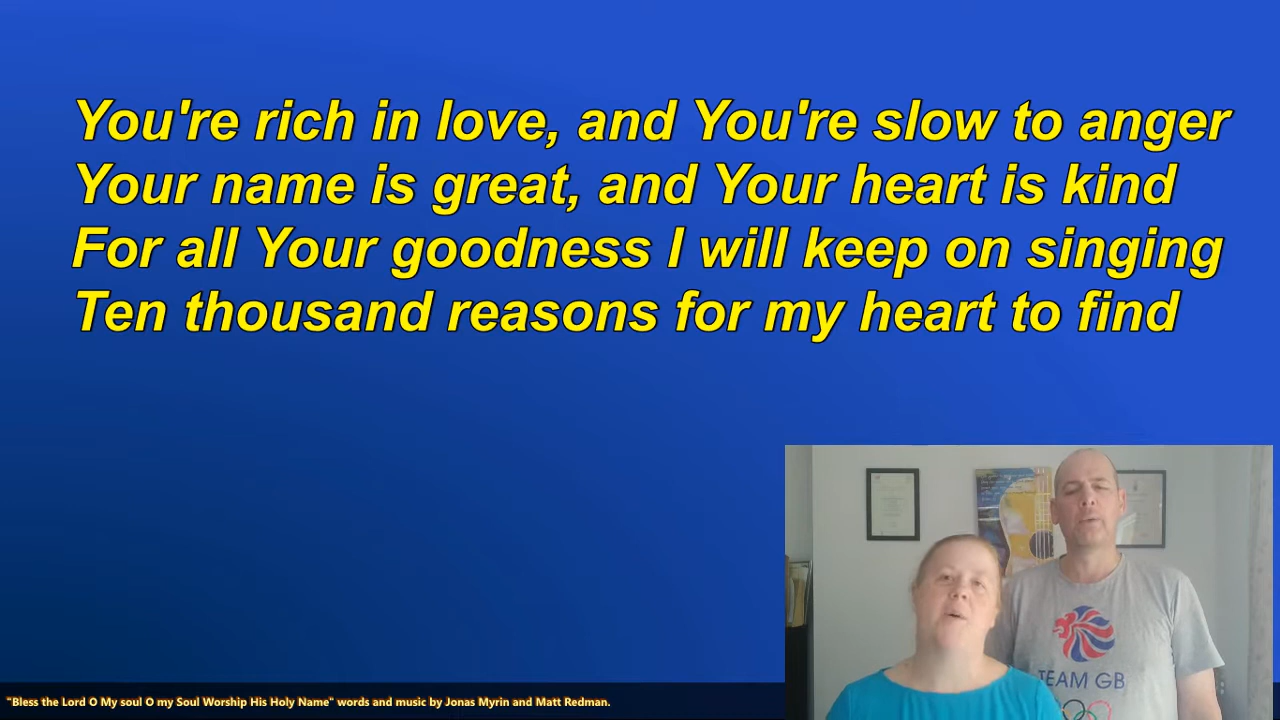 You're rich in love, and You're slow to anger
Your name is great, and Your heart is kind
For all Your goodness I will keep on singing
Ten thousand reasons for my heart to find
TEAM GB
"Bless the Lord O My soul O my Soul Worship His Holy Name" words and music by Jonas Myrin and Matt Redman.